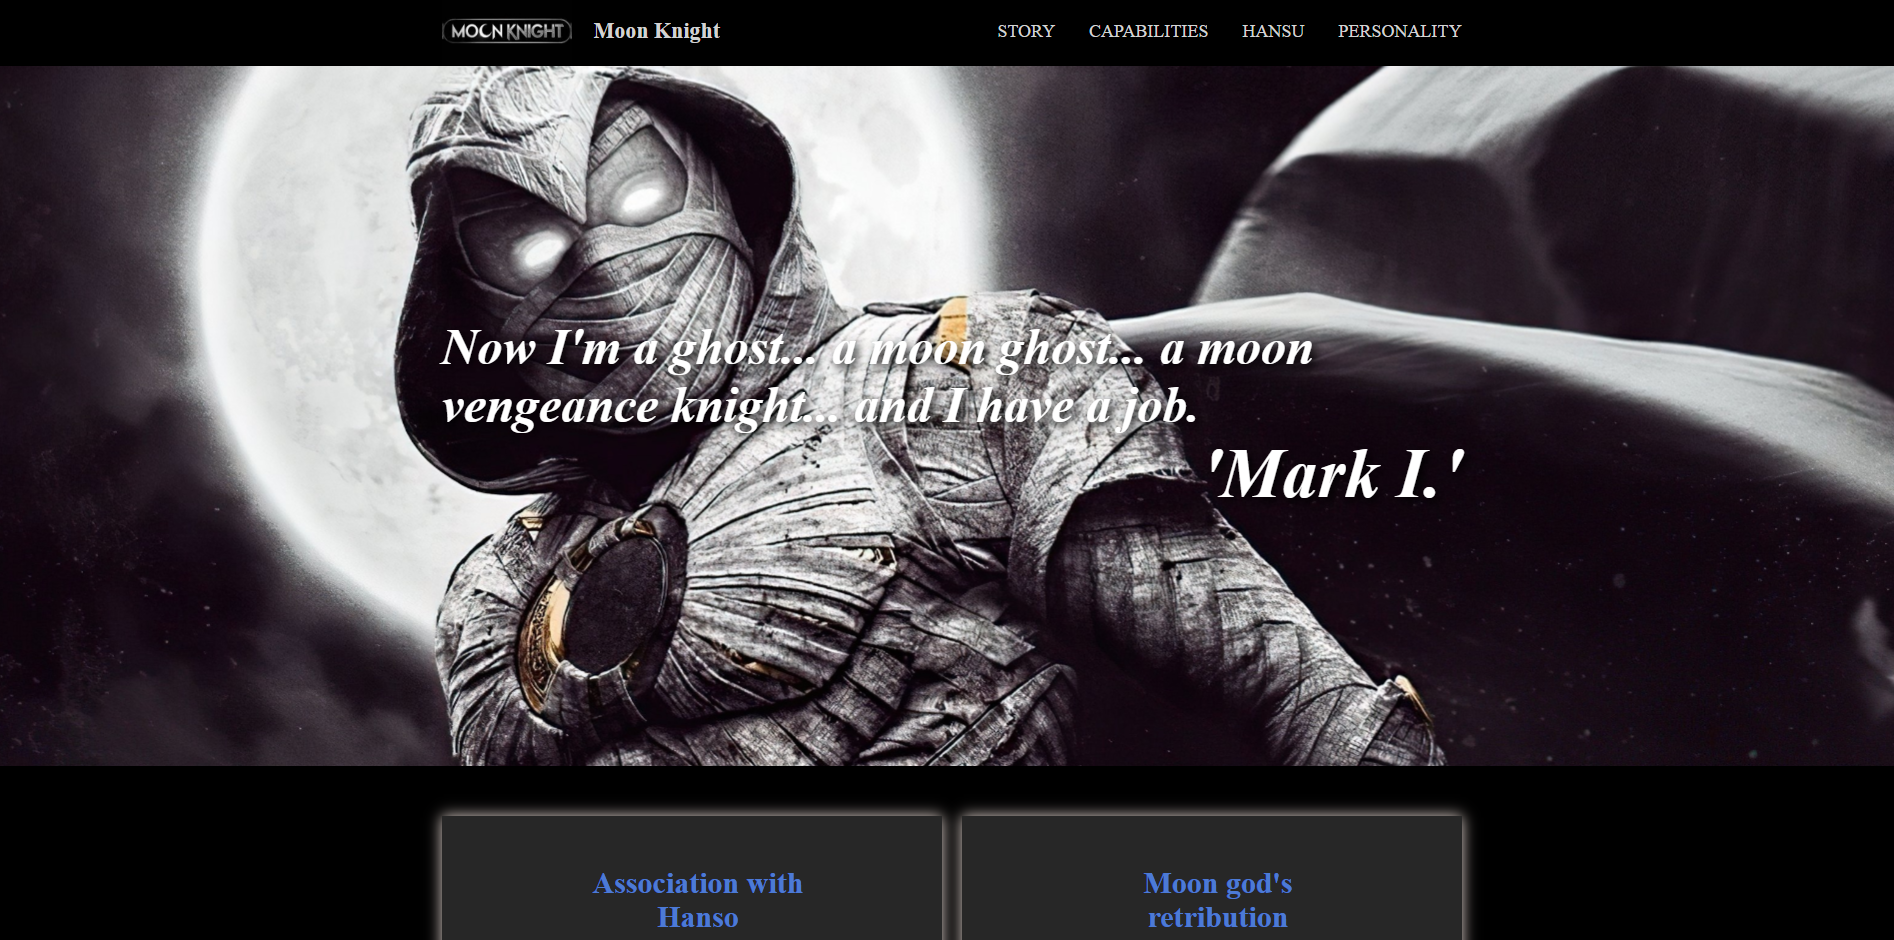 MOON KNIGHT
Moon Knight
STORY CAPABILITIES HANSU PERSONALITY
Now I'm a ghost... a moon ghost... a moon
vengeance knight... and I have a job.
'Mark I.'
Association with
Hanso
Moon god's
retribution